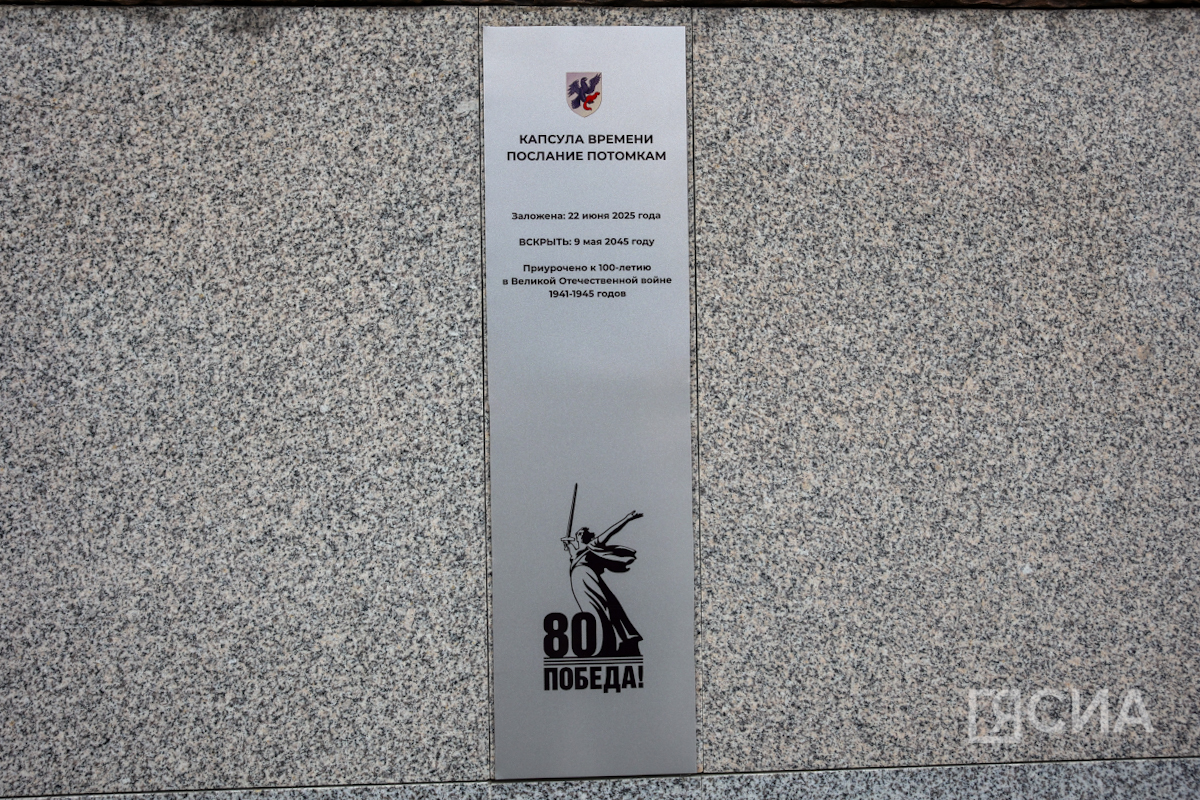 КАПСУЛА ВРЕМЕНИ
ПОСЛАНИЕ ПОТОМКАМ
Заложена: 22 июня 2025 года
ВСКРЫТЬ: 9 мая 2045 году
Приурочено к 100-летию
в Великой Отечественной войне
1941-1945 годов
80
ПОБЕДА!
ЯСИА